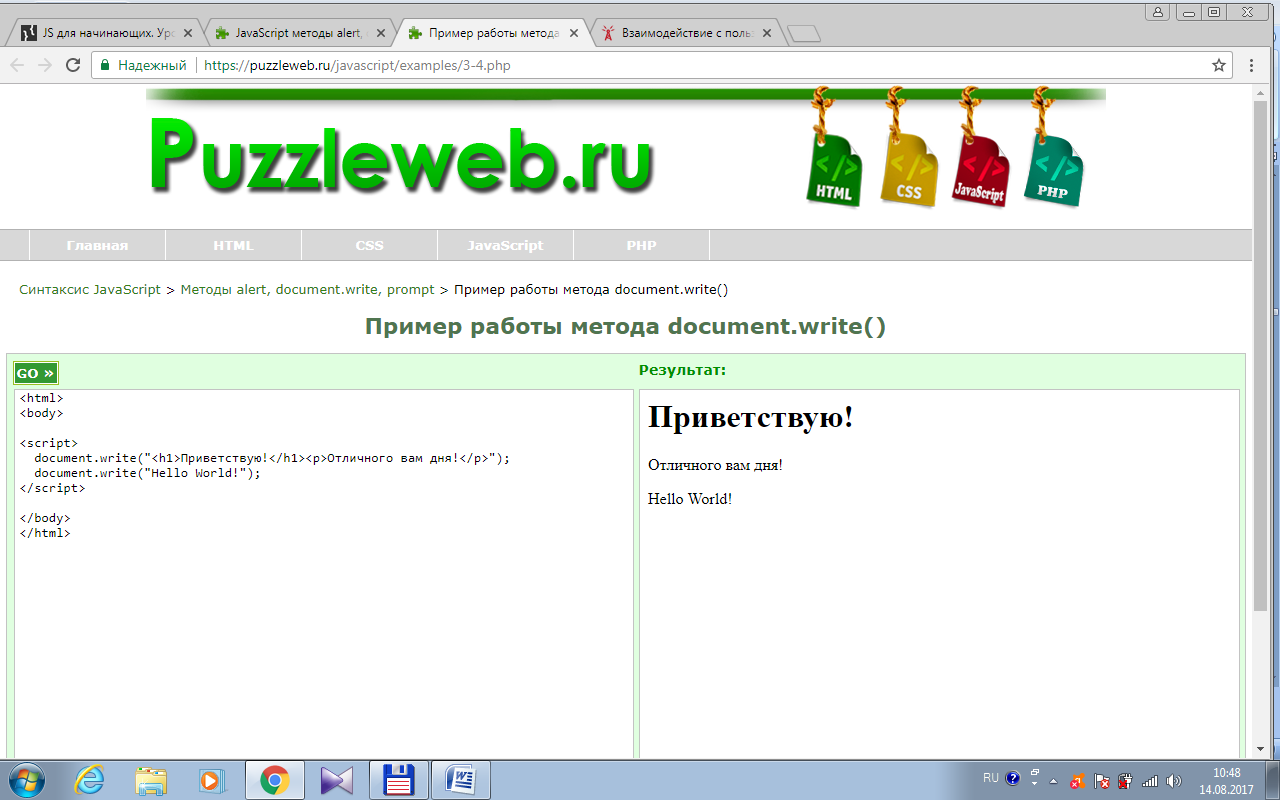 JS для начинающих. Уро
JavaScript методы alert,
Пример работы метода
Взаимодействие с поль
Надежный
https://puzzleweb.ru/javascript/examples/3-4.php
Puzzleweb.ru
</> HTML
</> CSS
</> JavaScript
</> PHP
Главная
HTML
CSS
JavaScript
PHP
Синтаксис JavaScript > Методы alert, document.write, prompt > Пример работы метода document.write()
Пример работы метода document.write()
GO »
Результат:
<html>
<body>
<script>
document.write("<h1>Приветствую!</h1><p>Отличного вам дня!</p>");
document.write("Hello World!");
</script>
</body>
</html>
Приветствую!
Отличного вам дня!
Hello World!
RU
10:48
14.08.2017